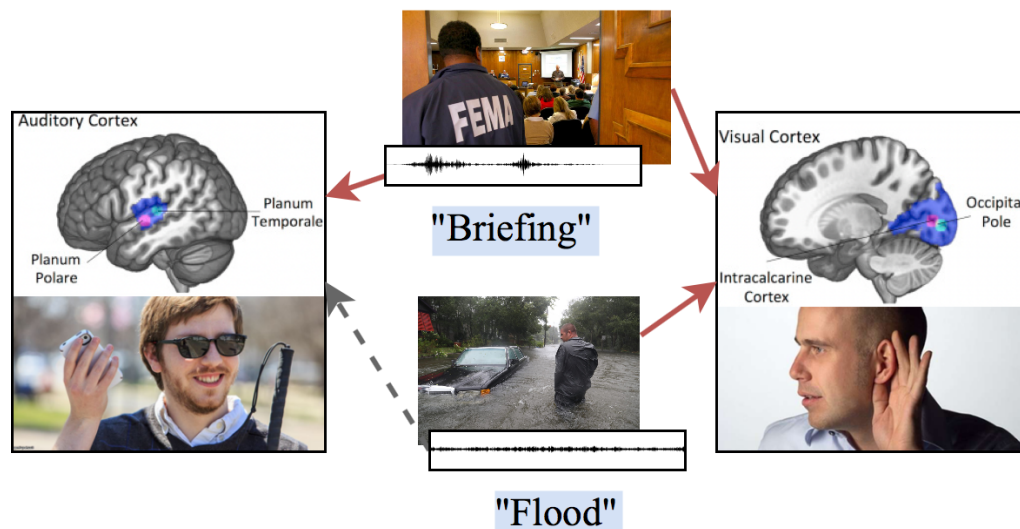 Auditory Cortex
Planum
Temporale
Planum
Polare
FEMA
"Briefing"
"Flood"
Visual Cortex
Occipital
Pole
Intracalcarine
Cortex